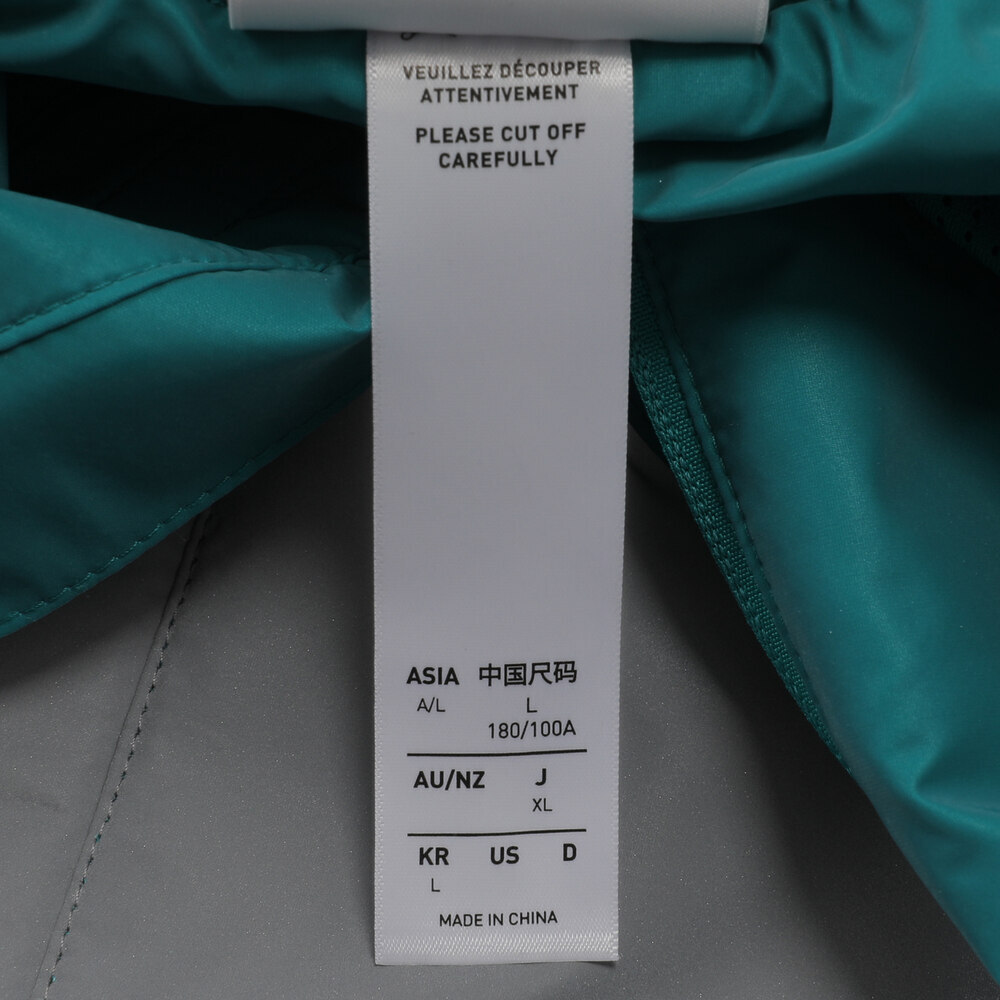 VEUILLEZ DÉCOUPER
ATTENTIVEMENT
PLEASE CUT OFF
CAREFULLY
ASIA 中国尺码
A/L L
180/100A
AU/NZ J
XL
KR US D
L
MADE IN CHINA